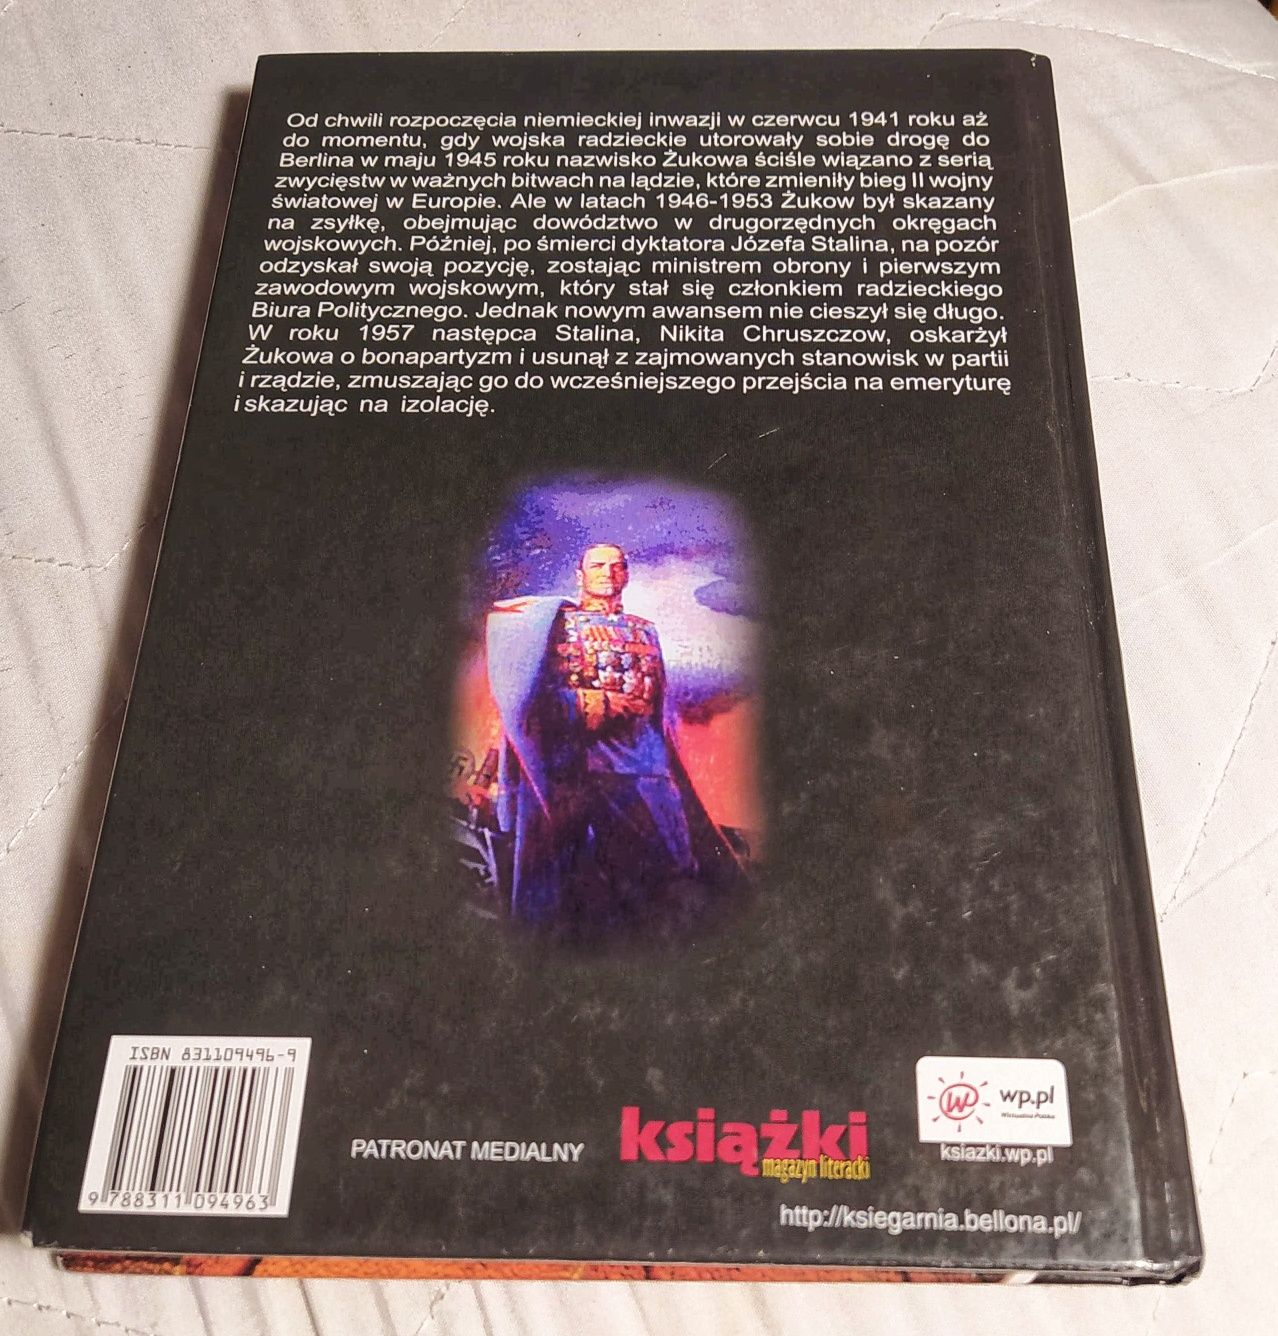 Od chwili rozpoczęcia niemieckiej inwazji w czerwcu 1941 roku aż
do momentu, gdy wojska radzieckie utorowały sobie drogę do
Berlina w maju 1945 roku nazwisko Żukowa ściśle wiązano z serią
zwycięstw w ważnych bitwach na lądzie, które zmieniły bieg II wojny
światowej w Europie. Ale w latach 1946-1953 Żukow był skazany
na zsyłkę, obejmując dowództwo w drugorzędnych okręgach
wojskowych. Później, po śmierci dyktatora Józefa Stalina, na pozór
odzyskał swoją pozycję, zostając ministrem obrony i pierwszym
zawodowym wojskowym, który stał się członkiem radzieckiego
Biura Politycznego. Jednak nowym awansem nie cieszył się długo.
W roku 1957 następca Stalina, Nikita Chruszczow, oskarżył
Żukowa o bonapartyzm i usunął z zajmowanych stanowisk w partii
i rządzie, zmuszając go do wcześniejszego przejścia na emeryturę
i skazując na izolację.
ISBN 831109496-9
9 788311 094963
PATRONAT MEDIALNY
książki
magazyn literacki
wp.pl
Wirtualna Polska
ksiazki.wp.pl
http://ksiegarnia.bellona.pl/